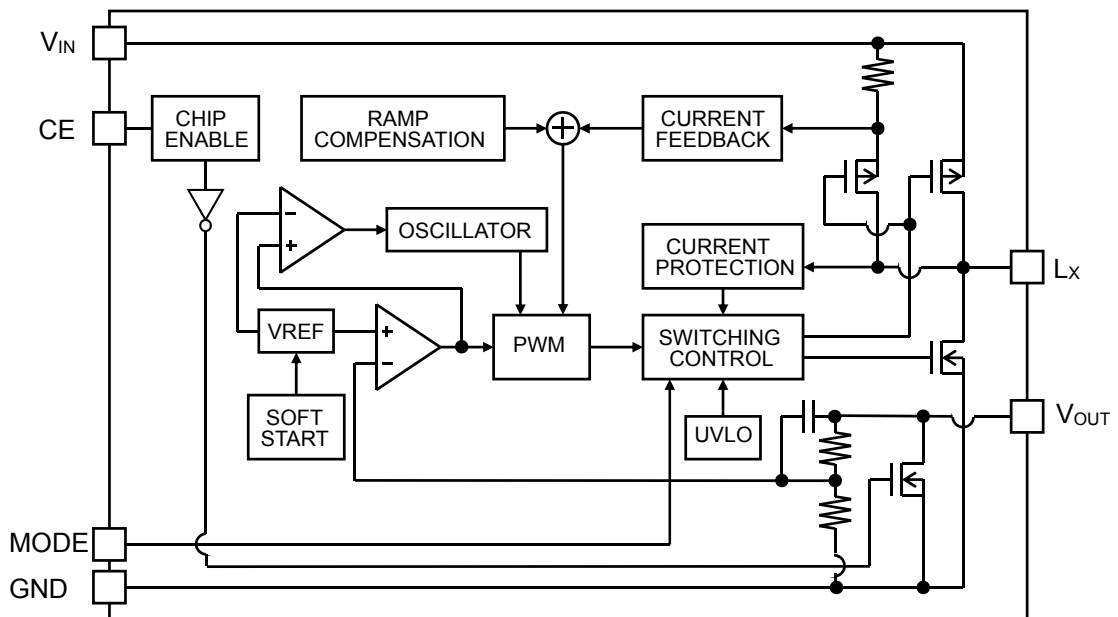 VIN
CE
CHIP
ENABLE
RAMP
COMPENSATION
+
CURRENT
FEEDBACK
-
+
OSCILLATOR
CURRENT
PROTECTION
LX
VREF
+
-
PWM
SWITCHING
CONTROL
SOFT
START
UVLO
VOUT
MODE
GND